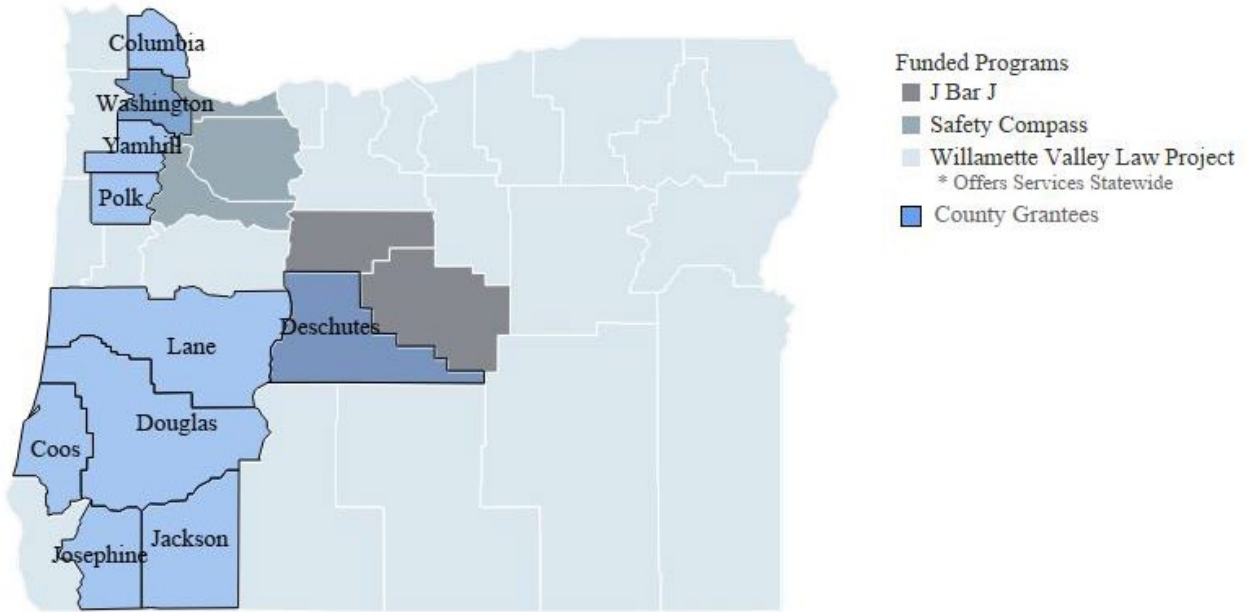 Columbia
Washington
Yamhill
Polk
Lane
Deschutes
Douglas
Coos
Josephine
Jackson
Funded Programs
J Bar J
Safety Compass
Willamette Valley Law Project
* Offers Services Statewide
County Grantees